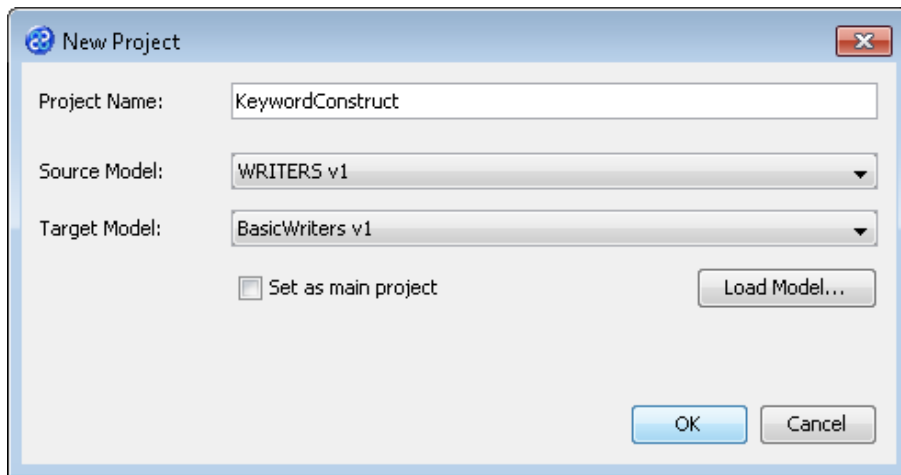 New Project
Project Name: KeywordConstruct
Source Model: WRITERS v1
Target Model: BasicWriters v1
Set as main project Load Model...
OK Cancel